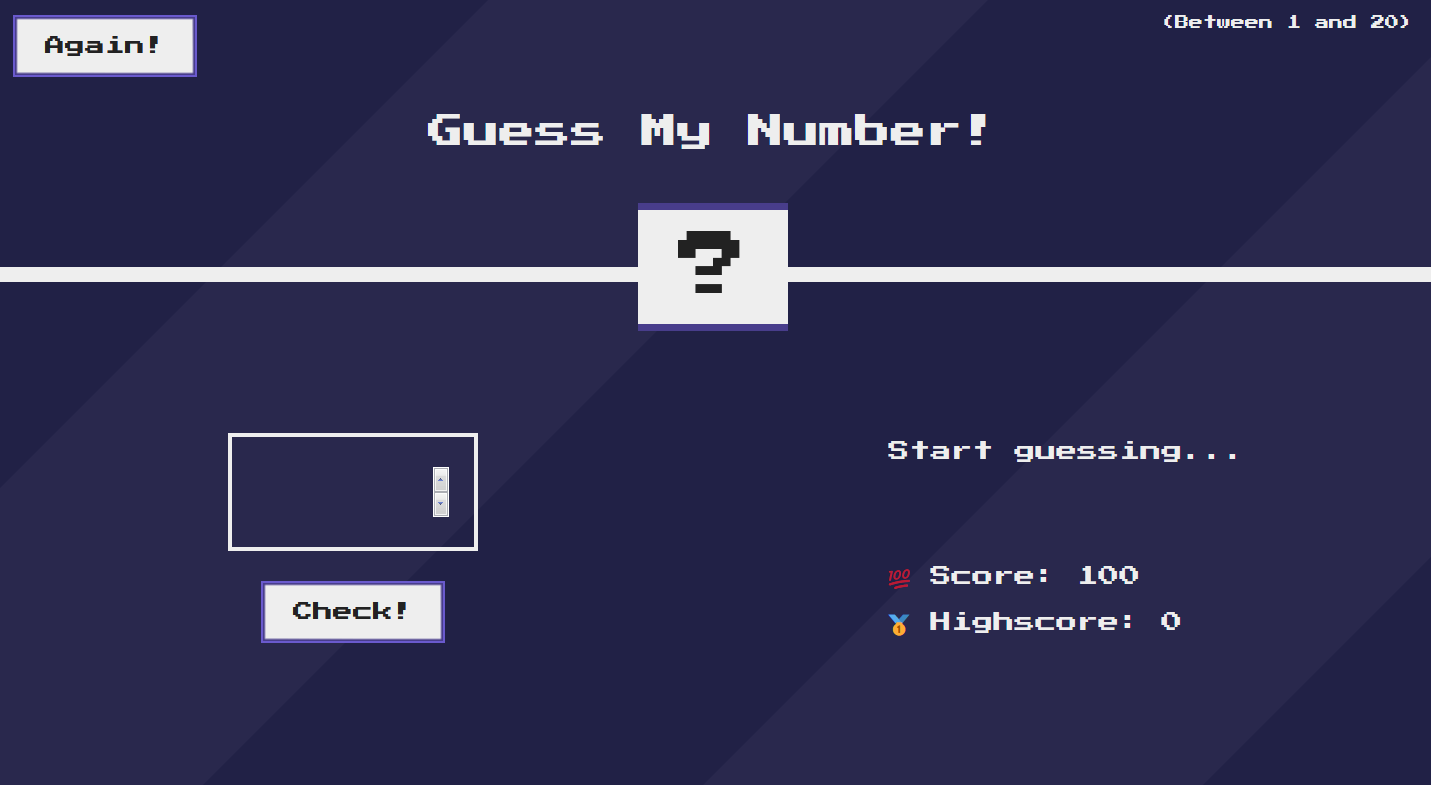 Again!
(Between 1 and 20)
Guess My Number!
?
Start guessing...
Check!
💯 Score: 100
🥇 Highscore: 0